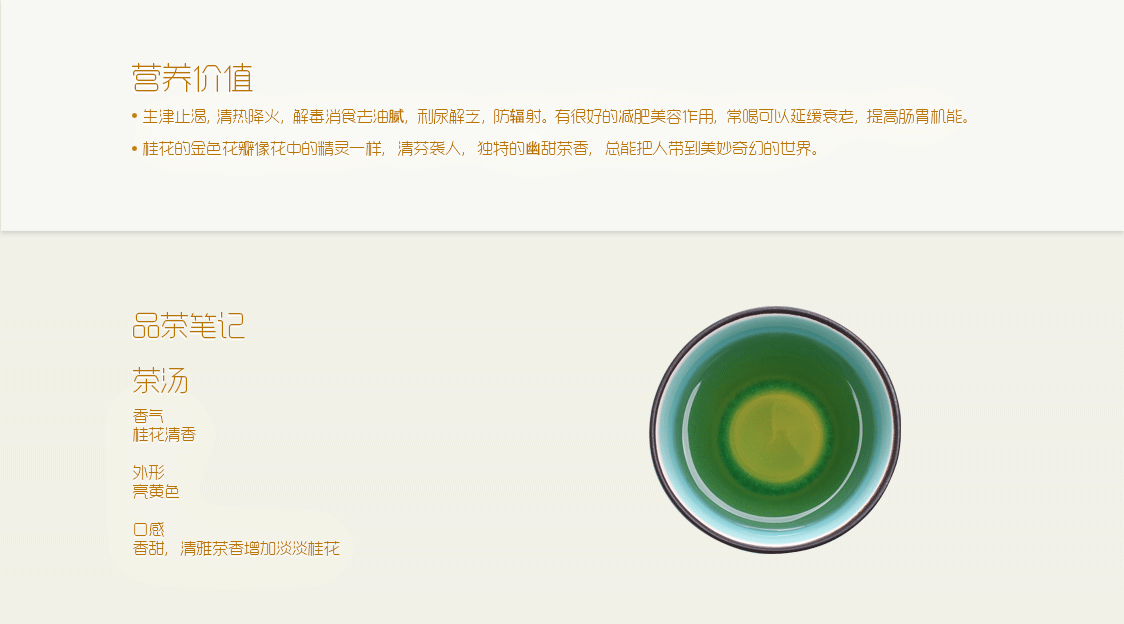 营养价值
• 生津止渴, 清热降火, 解毒消食去油腻, 利尿解乏, 防辐射。有很好的减肥美容作用, 常喝可以延缓衰老, 提高肠胃机能。
• 桂花的金色花瓣像花中的精灵一样, 清芬袭人, 独特的幽甜茶香, 总能把人带到美妙奇幻的世界。
品茶笔记
茶汤
香气
桂花清香
外形
亮黄色
口感
香甜, 清雅茶香增加淡淡桂花